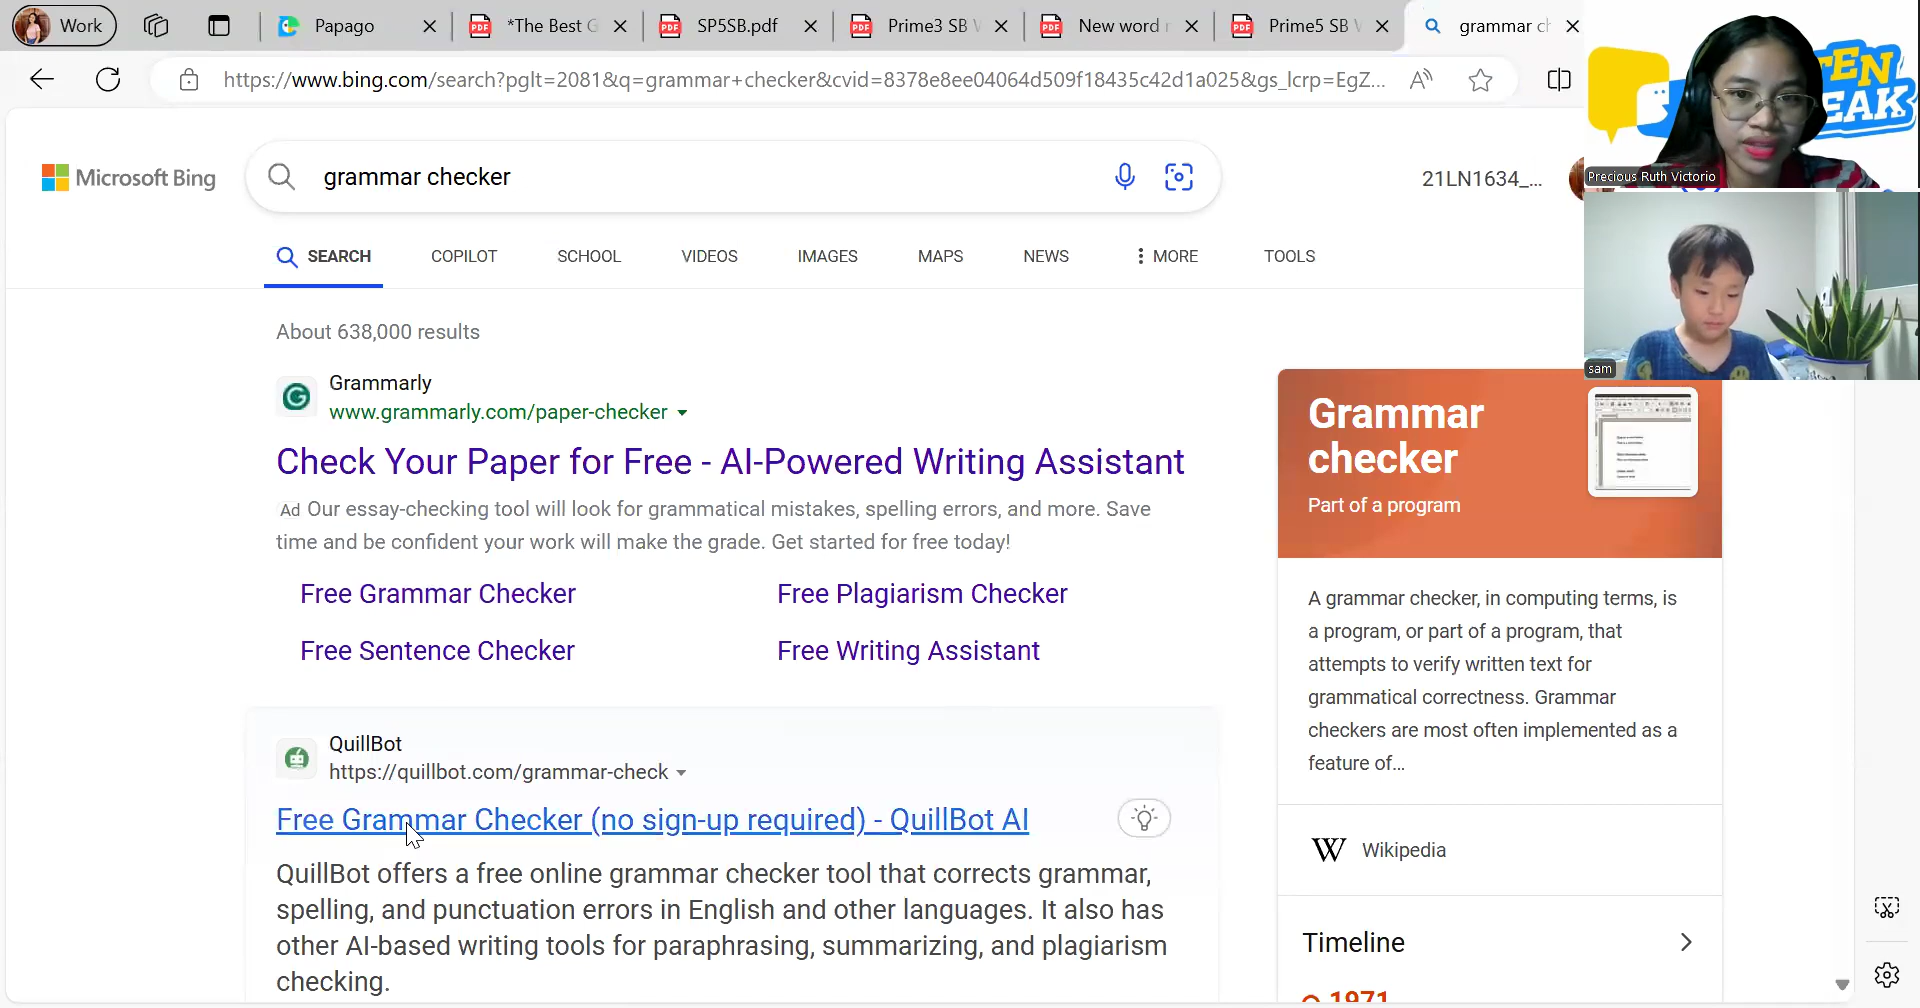 Work
Papago
*The Best G
SP5SB.pdf
Prime3 SB
New word
Prime5 SB
grammar ch
https://www.bing.com/search?pglt=2081&q=grammar+checker&cvid=8378e8ee04064d509f18435c42d1a025&gs_lcrp=EgZ...
Microsoft Bing
grammar checker
21LN1634_...
SEARCH
COPILOT
SCHOOL
VIDEOS
IMAGES
MAPS
NEWS
MORE
TOOLS
About 638,000 results
Grammarly
www.grammarly.com/paper-checker
Check Your Paper for Free - AI-Powered Writing Assistant
Ad Our essay-checking tool will look for grammatical mistakes, spelling errors, and more. Save
time and be confident your work will make the grade. Get started for free today!
Free Grammar Checker
Free Plagiarism Checker
Free Sentence Checker
Free Writing Assistant
QuillBot
https://quillbot.com/grammar-check
Free Grammar Checker (no sign-up required) - QuillBot AI
QuillBot offers a free online grammar checker tool that corrects grammar,
spelling, and punctuation errors in English and other languages. It also has
other AI-based writing tools for paraphrasing, summarizing, and plagiarism
checking.
Grammar
checker
Part of a program
A grammar checker, in computing terms, is
a program, or part of a program, that
attempts to verify written text for
grammatical correctness. Grammar
checkers are most often implemented as a
feature of...
Wikipedia
Timeline
1971
Precious Ruth Victorio
sam